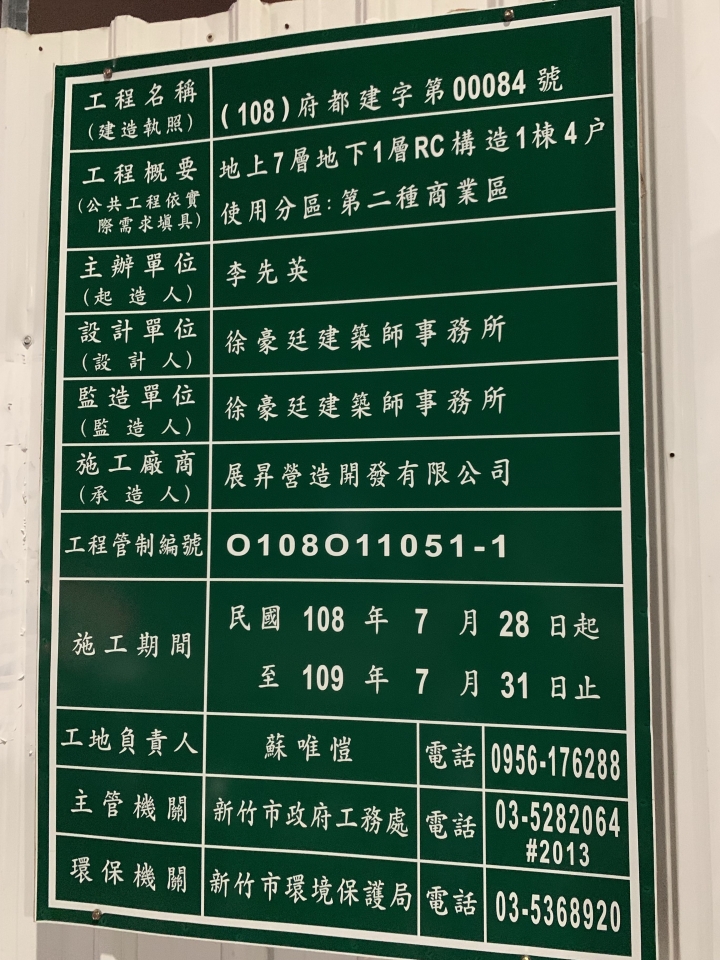 工程名稱 (108)府都建字第00084號
(建造執照)
工程概要 地上7層地下1層RC構造1棟4户
(公共工程依實際需求填具) 使用分區:第二種商業區
主辦單位 李先英
(起造人)
設計單位 徐豪廷建築師事務所
(設計人)
監造單位 徐豪廷建築師事務所
(監造人)
施工廠商 展昇營造開發有限公司
(承造人)
工程管制編號 O108O11051-1
施工期間 民國 108 年 7 月 28 日起
至 109 年 7 月 31 日止
工地負責人 蘇唯愷 電話 0956-176288
主管機關 新竹市政府工務處 電話 03-5282064
#2013
環保機關 新竹市環境保護局 電話 03-5368920